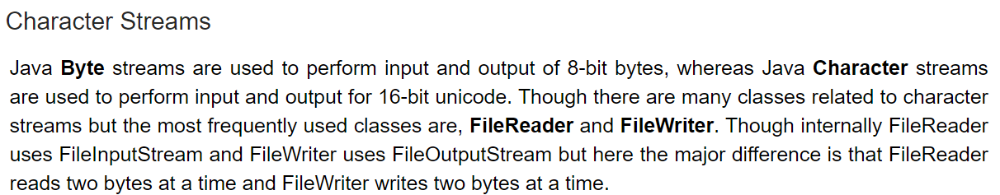 Character Streams
Java Byte streams are used to perform input and output of 8-bit bytes, whereas Java Character streams
are used to perform input and output for 16-bit unicode. Though there are many classes related to character
streams but the most frequently used classes are, FileReader and FileWriter. Though internally FileReader
uses FileInputStream and FileWriter uses FileOutputStream but here the major difference is that FileReader
reads two bytes at a time and FileWriter writes two bytes at a time.